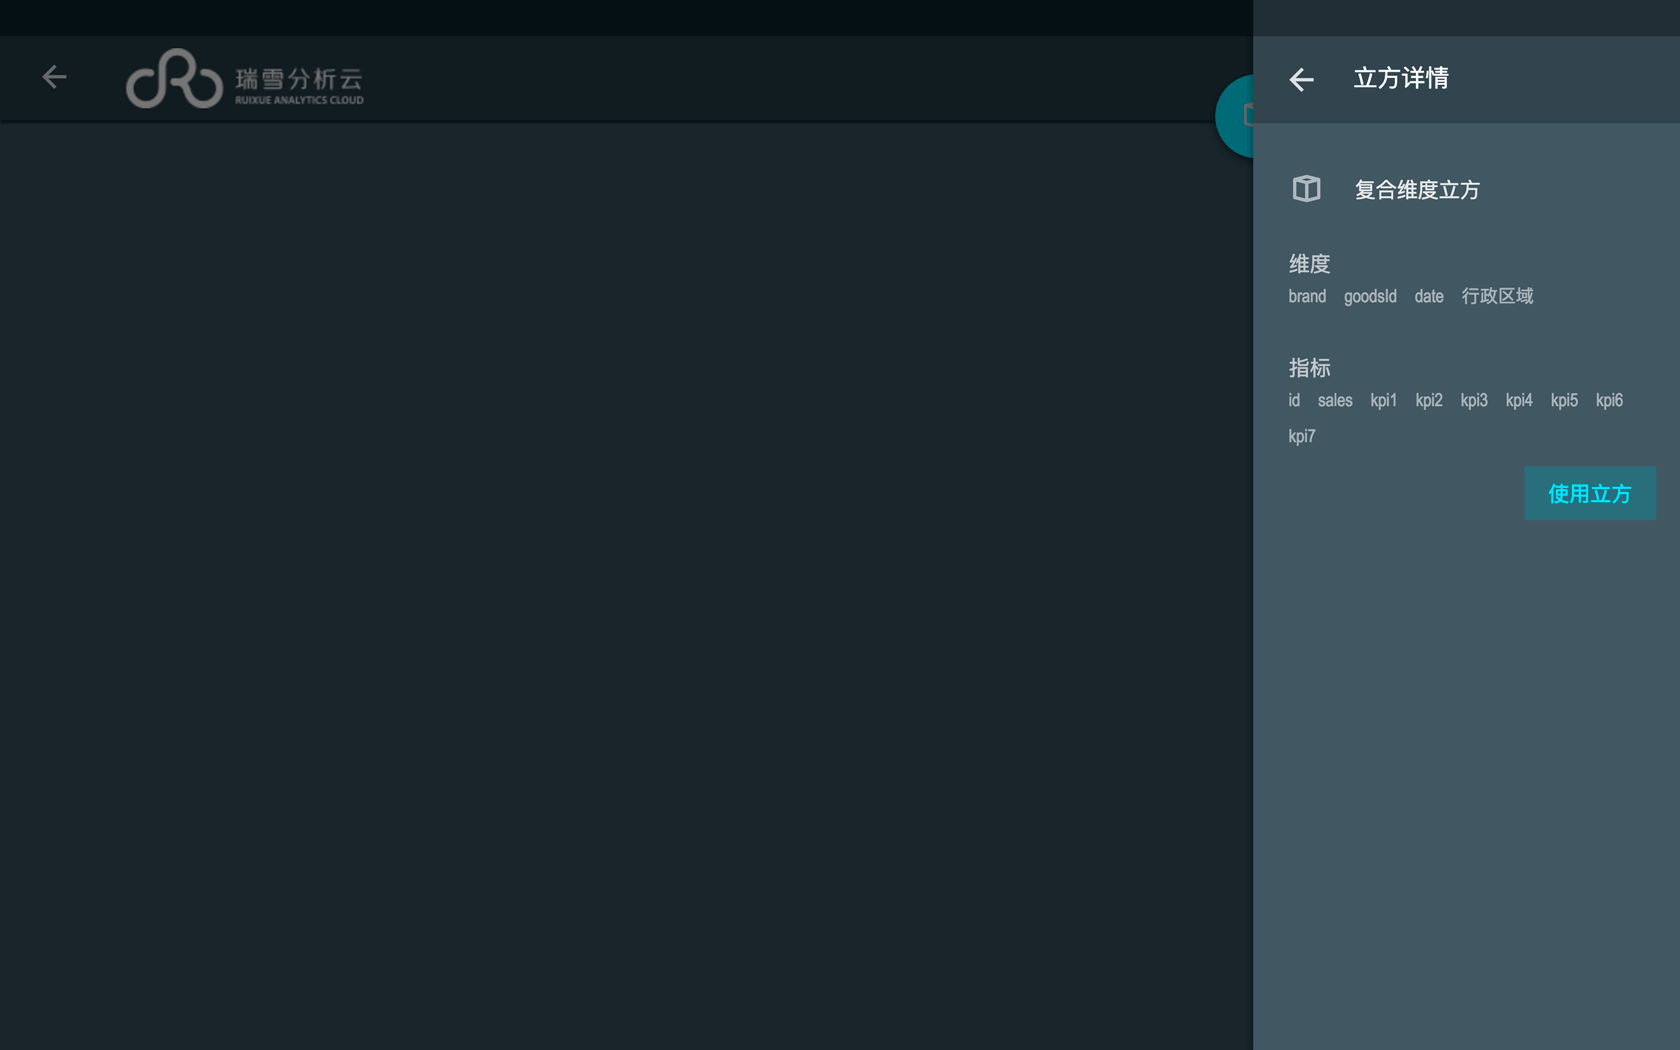 瑞雪分析云
RUIXUE ANALYTICS CLOUD
立方详情
复合维度立方
维度
brand goodsId date 行政区域
指标
id sales kpi1 kpi2 kpi3 kpi4 kpi5 kpi6
kpi7
使用立方